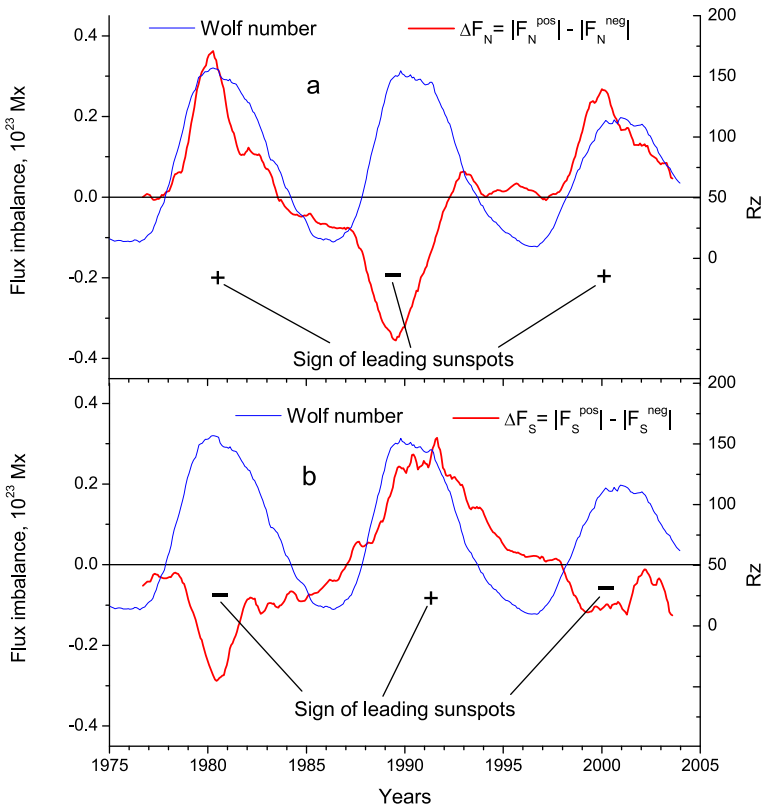 Wolf number
ΔF_N = |F_N^pos| - |F_N^neg|
a
Flux imbalance, 10^23 Mx
0.4
0.2
0.0
-0.2
-0.4
200
150
100
50
0
Rz
+
−
+
Sign of leading sunspots
Wolf number
ΔF_S = |F_S^pos| - |F_S^neg|
b
Flux imbalance, 10^23 Mx
0.4
0.2
0.0
-0.2
-0.4
200
150
100
50
0
Rz
−
+
−
Sign of leading sunspots
1975
1980
1985
1990
1995
2000
2005
Years